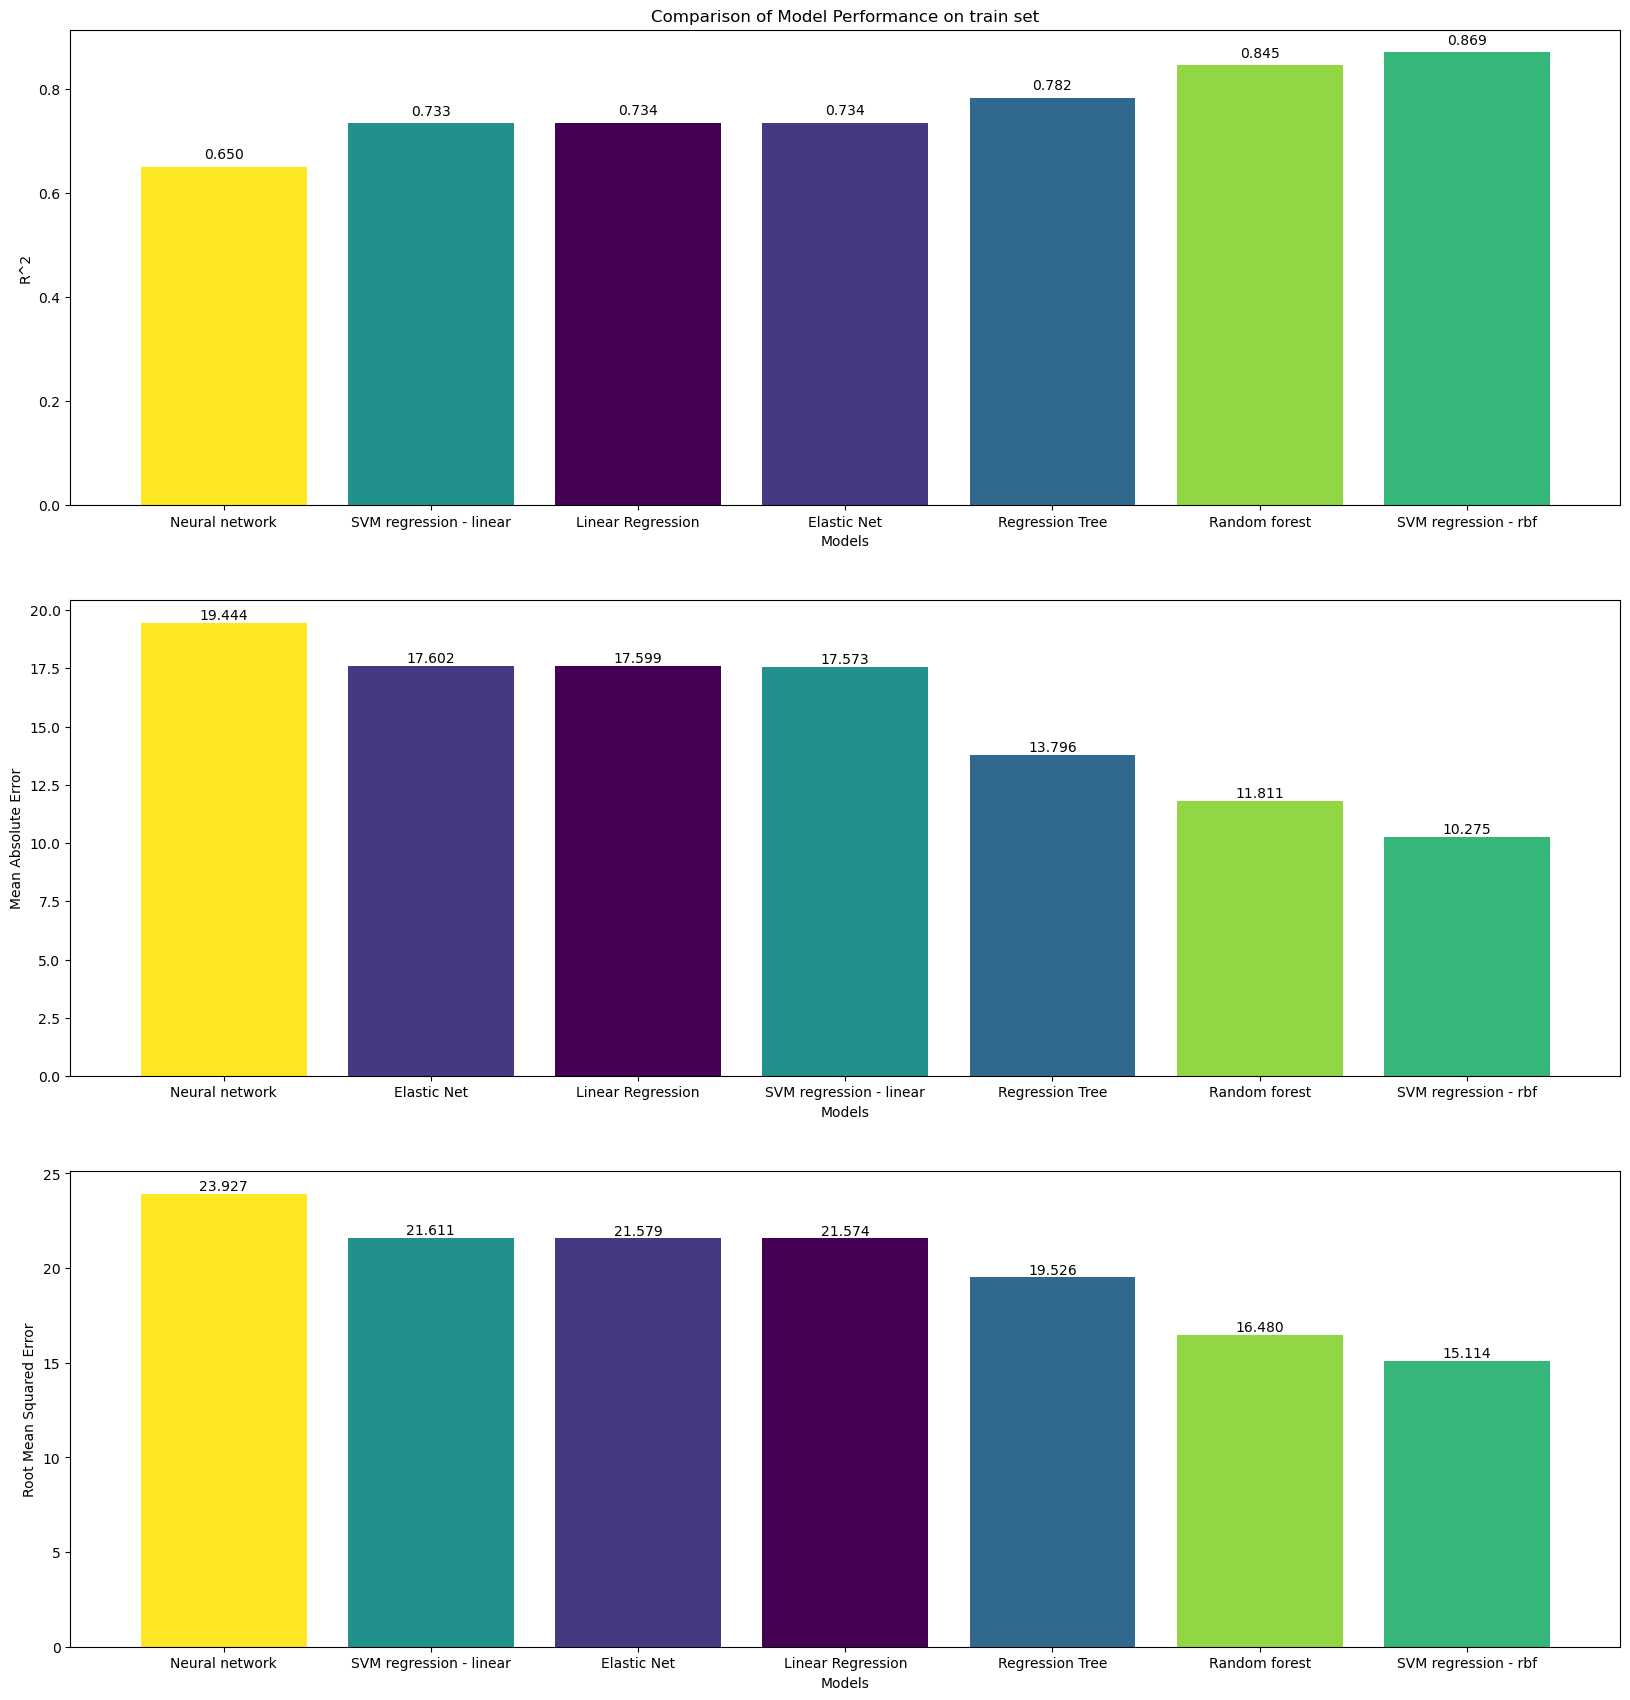 Comparison of Model Performance on train set
R^2
0.8
0.6
0.4
0.2
0.0
0.650
0.733
0.734
0.734
0.782
0.845
0.869
Neural network
SVM regression - linear
Linear Regression
Elastic Net
Regression Tree
Random forest
SVM regression - rbf
Models
Mean Absolute Error
20.0
17.5
15.0
12.5
10.0
7.5
5.0
2.5
0.0
19.444
17.602
17.599
17.573
13.796
11.811
10.275
Neural network
Elastic Net
Linear Regression
SVM regression - linear
Regression Tree
Random forest
SVM regression - rbf
Models
Root Mean Squared Error
25
20
15
10
5
0
23.927
21.611
21.579
21.574
19.526
16.480
15.114
Neural network
SVM regression - linear
Elastic Net
Linear Regression
Regression Tree
Random forest
SVM regression - rbf
Models